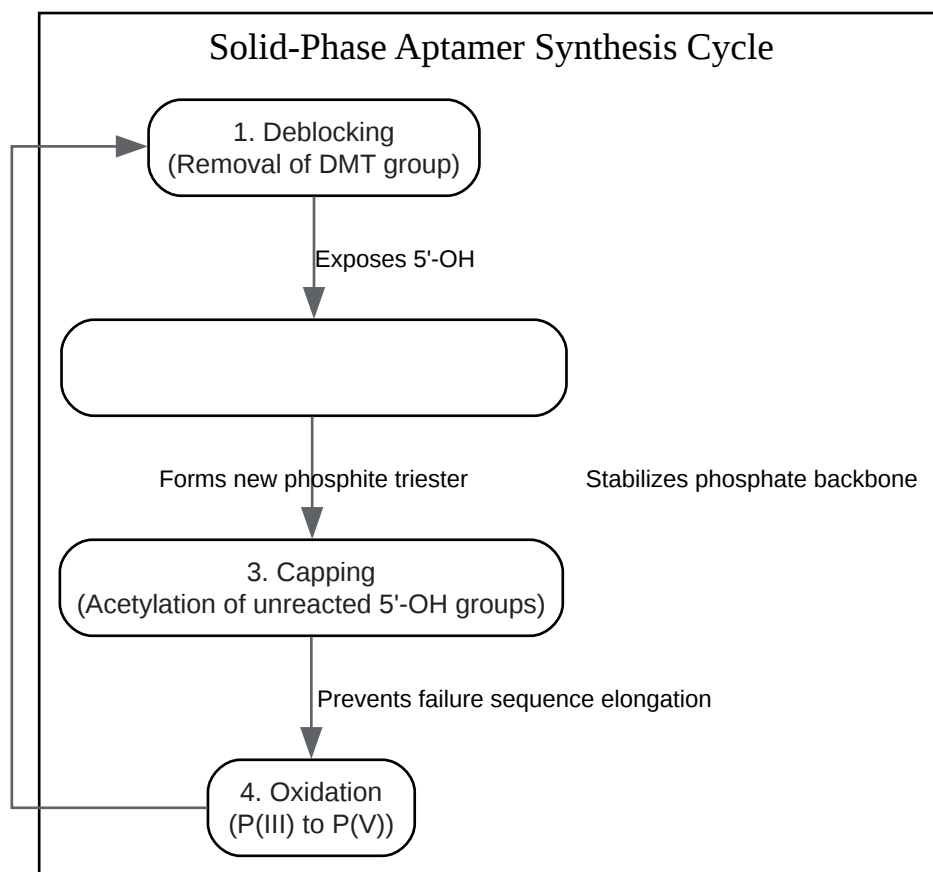 Solid-Phase Aptamer Synthesis Cycle
1. Deblocking
(Removal of DMT group)
Exposes 5'-OH
Forms new phosphite triester
Stabilizes phosphate backbone
3. Capping
(Acetylation of unreacted 5'-OH groups)
Prevents failure sequence elongation
4. Oxidation
(P(III) to P(V))